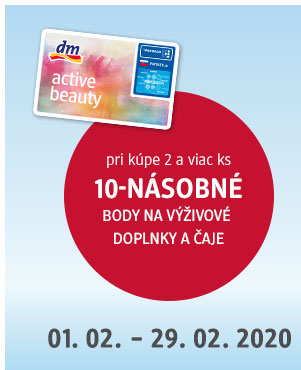 dm
active
beauty
pri kúpe 2 a viac ks
10-NÁSOBNÉ
BODY NA VÝŽIVOVÉ
DOPLNKY A ČAJE
01. 02. – 29. 02. 2020